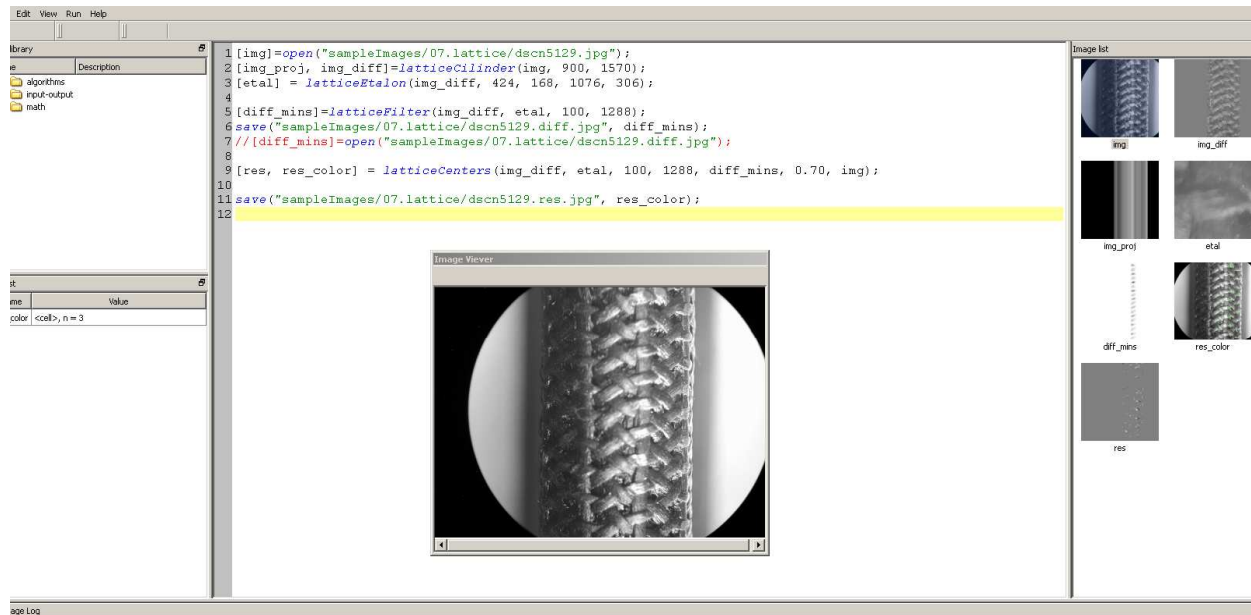 Edit View Run Help
library
e Description
algorithms
input-output
math
st
me Value
color <cell>, n = 3
1 [img]=open("sampleImages/07.lattice/dscn5129.jpg");
2 [img_proj, img_diff]=latticeCilinder(img, 900, 1570);
3 [etal] = latticeEtalon(img_diff, 424, 168, 1076, 306);
4
5 [diff_mins]=latticeFilter(img_diff, etal, 100, 1288);
6 save("sampleImages/07.lattice/dscn5129.diff.jpg", diff_mins);
7 //[diff_mins]=open("sampleImages/07.lattice/dscn5129.diff.jpg");
8
9 [res, res_color] = latticeCenters(img_diff, etal, 100, 1288, diff_mins, 0.70, img);
10
11 save("sampleImages/07.lattice/dscn5129.res.jpg", res_color);
12
Image Viewer
Image list
img img_diff
img_proj etal
diff_mins res_color
res
age Log